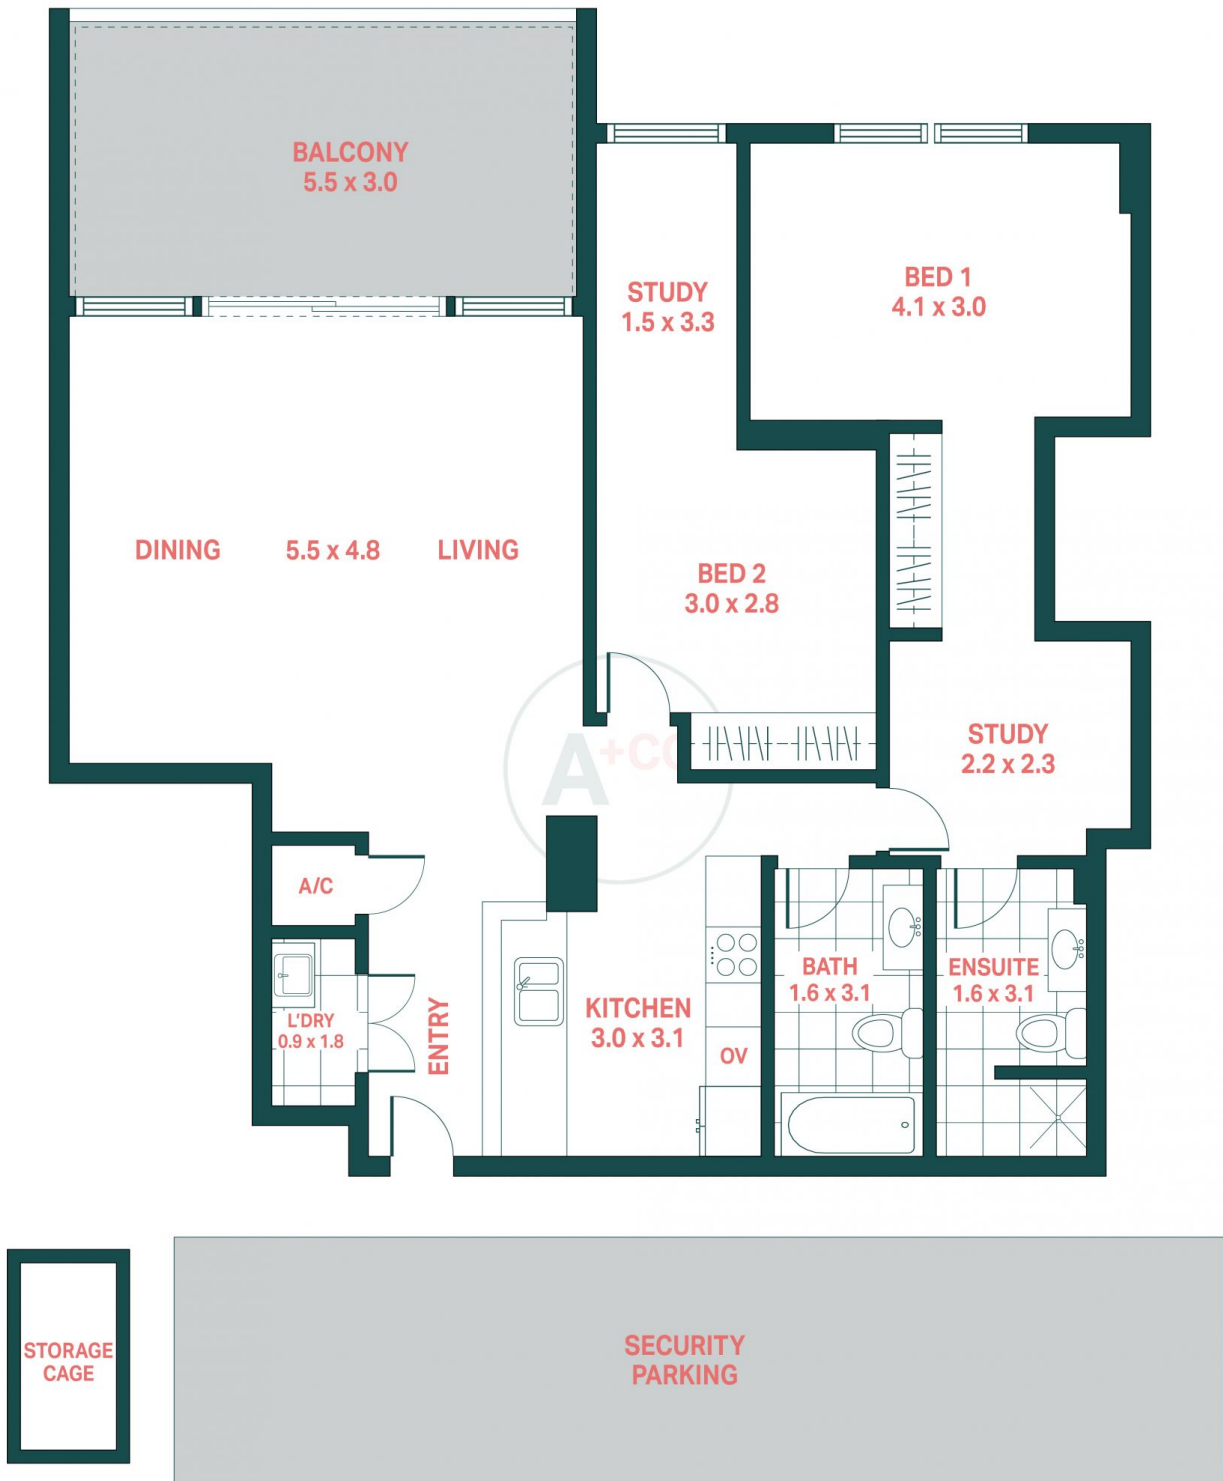 BALCONY
5.5 x 3.0
STUDY
1.5 x 3.3
BED 1
4.1 x 3.0
DINING 5.5 x 4.8 LIVING
BED 2
3.0 x 2.8
A+CO
STUDY
2.2 x 2.3
A/C
L'DRY
0.9 x 1.8
ENTRY
KITCHEN
3.0 x 3.1
OV
BATH
1.6 x 3.1
ENSUITE
1.6 x 3.1
STORAGE
CAGE
SECURITY
PARKING